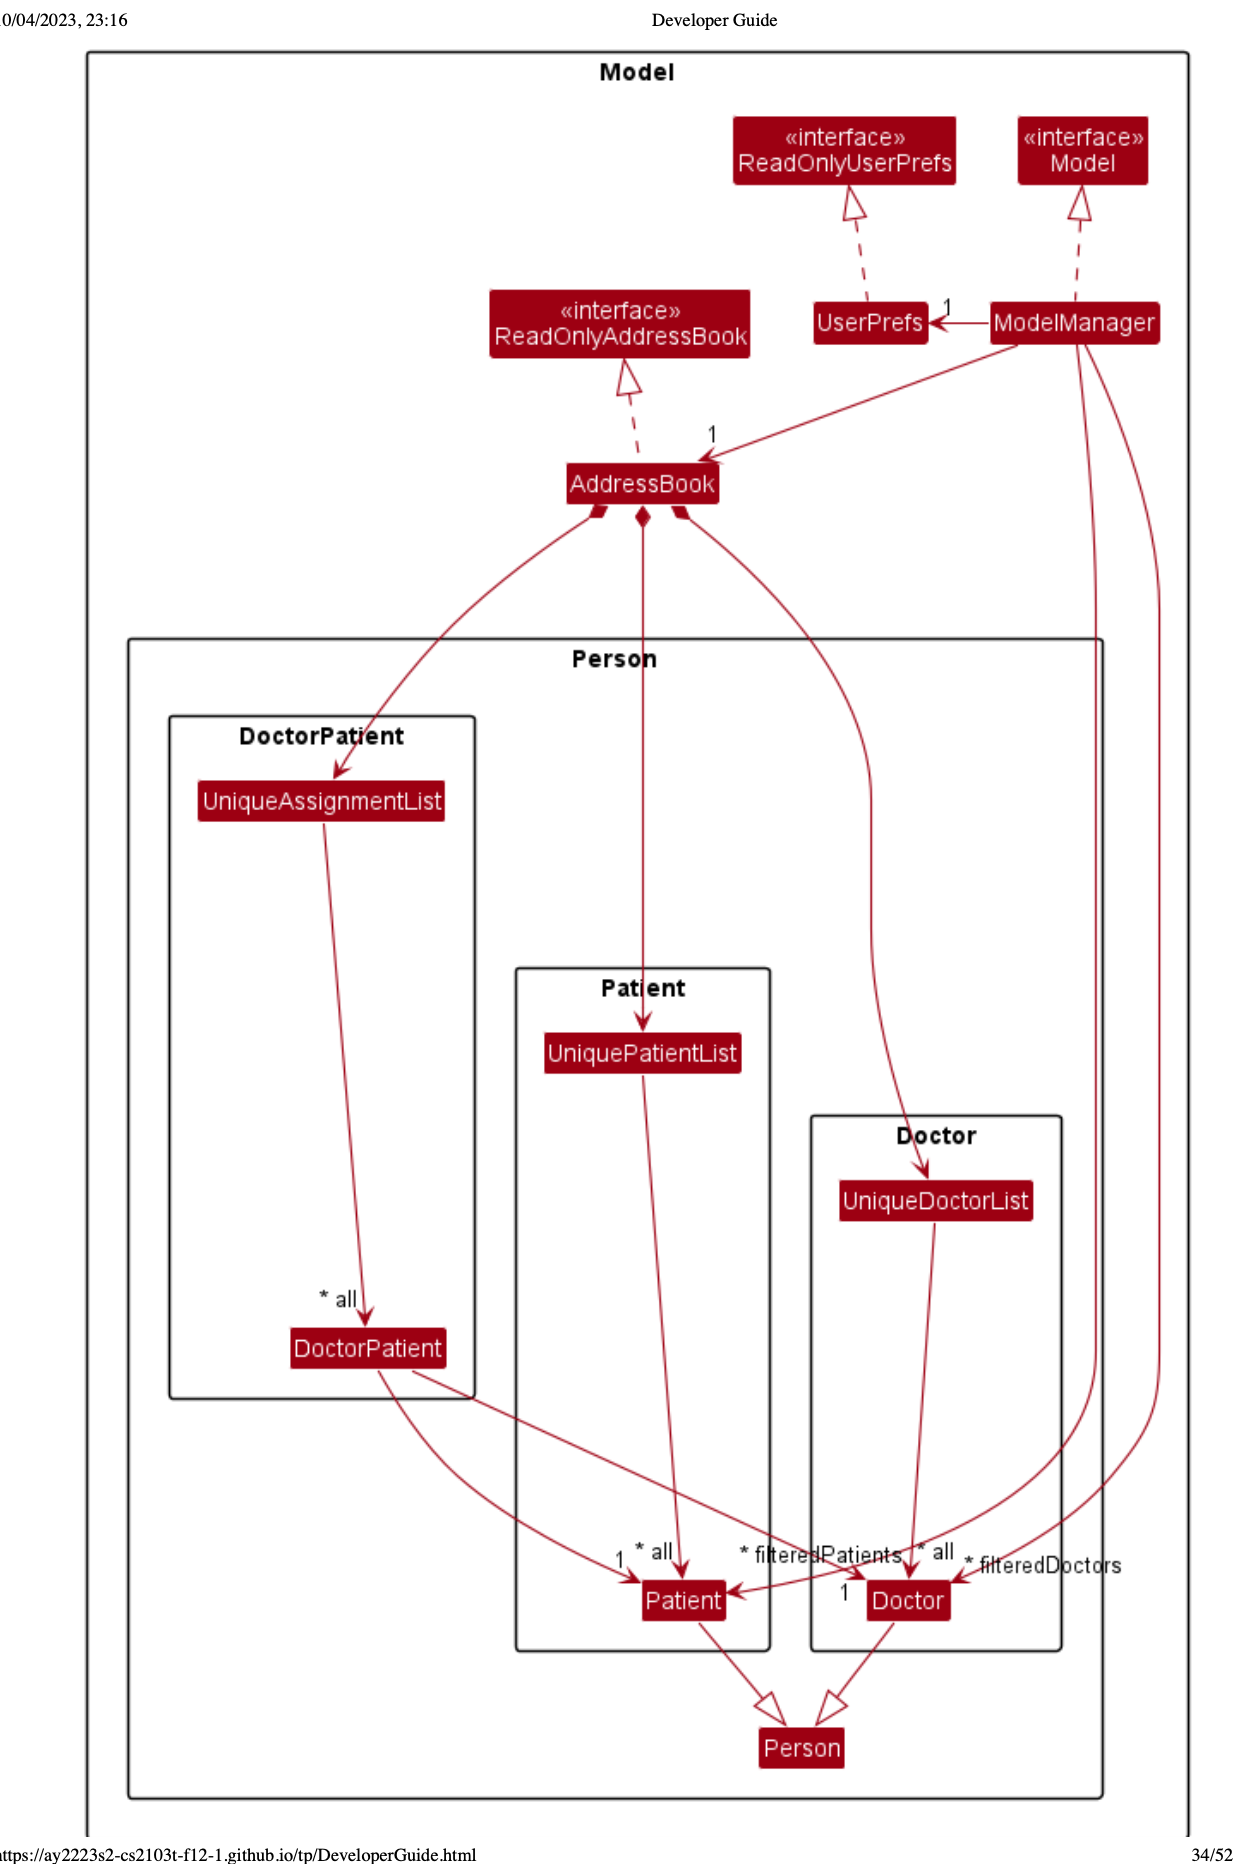 0/04/2023, 23:16
Developer Guide
Model
«interface»
ReadOnlyUserPrefs
«interface»
Model
«interface»
ReadOnlyAddressBook
UserPrefs
1
ModelManager
1
AddressBook
Person
DoctorPatient
UniqueAssignmentList
Patient
UniquePatientList
Doctor
UniqueDoctorList
* all
DoctorPatient
1
* all
* filteredPatients
* all
* filteredDoctors
Patient
1
Doctor
Person
ttps://ay2223s2-cs2103t-f12-1.github.io/tp/DeveloperGuide.html
34/52